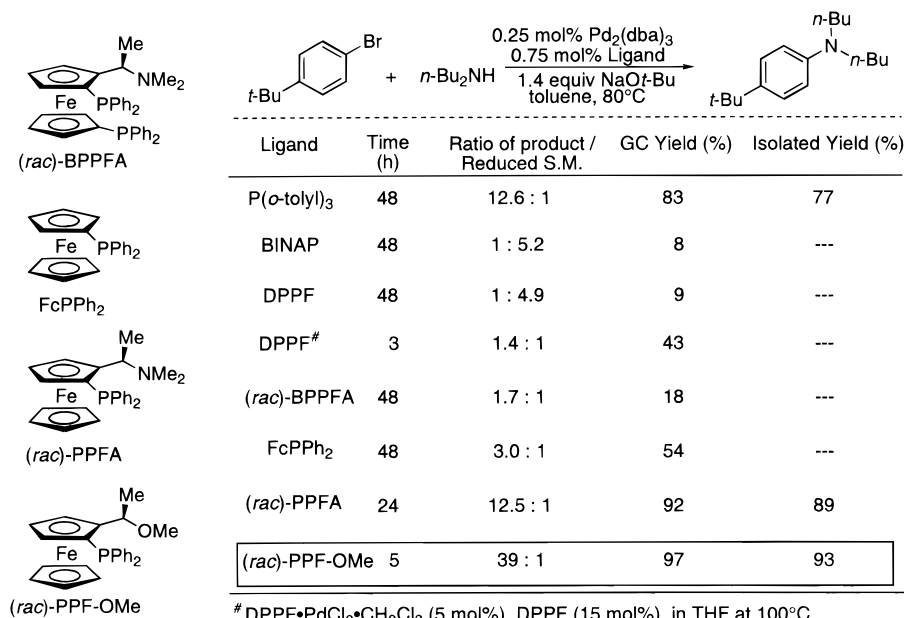 Me
NMe₂
Fe
PPh₂
PPh₂
(rac)-BPPFA
Fe
PPh₂
FcPPh₂
Me
NMe₂
Fe
PPh₂
(rac)-PPFA
Me
OMe
Fe
PPh₂
(rac)-PPF-OMe
Br
t-Bu
+
n-Bu₂NH
0.25 mol% Pd₂(dba)₃
0.75 mol% Ligand
1.4 equiv NaOt-Bu
toluene, 80°C
n-Bu
N
n-Bu
t-Bu
Ligand Time (h) Ratio of product / Reduced S.M. GC Yield (%) Isolated Yield (%)
P(o-tolyl)₃ 48 12.6 : 1 83 77
BINAP 48 1 : 5.2 8 ---
DPPF 48 1 : 4.9 9 ---
DPPF# 3 1.4 : 1 43 ---
(rac)-BPPFA 48 1.7 : 1 18 ---
FcPPh₂ 48 3.0 : 1 54 ---
(rac)-PPFA 24 12.5 : 1 92 89
(rac)-PPF-OMe 5 39 : 1 97 93
# DPPF•PdCl₂•CH₂Cl₂ (5 mol%), DPPF (15 mol%), in THF at 100°C